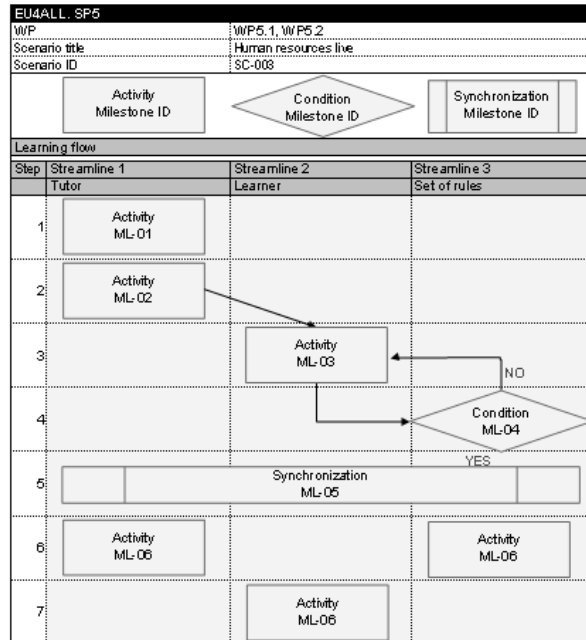 EU4ALL. SP5
WP WP5.1, WP5.2
Scenario title Human resources live
Scenario ID SC-003
Activity
Milestone ID
Condition
Milestone ID
Synchronization
Milestone ID
Learning flow
Step Streamline 1 Streamline 2 Streamline 3
Tutor Learner Set of rules
1
Activity
ML-01
2
Activity
ML-02
3
Activity
ML-03
NO
4
Condition
ML-04
YES
5
Synchronization
ML-05
6
Activity
ML-06
Activity
ML-06
7
Activity
ML-06